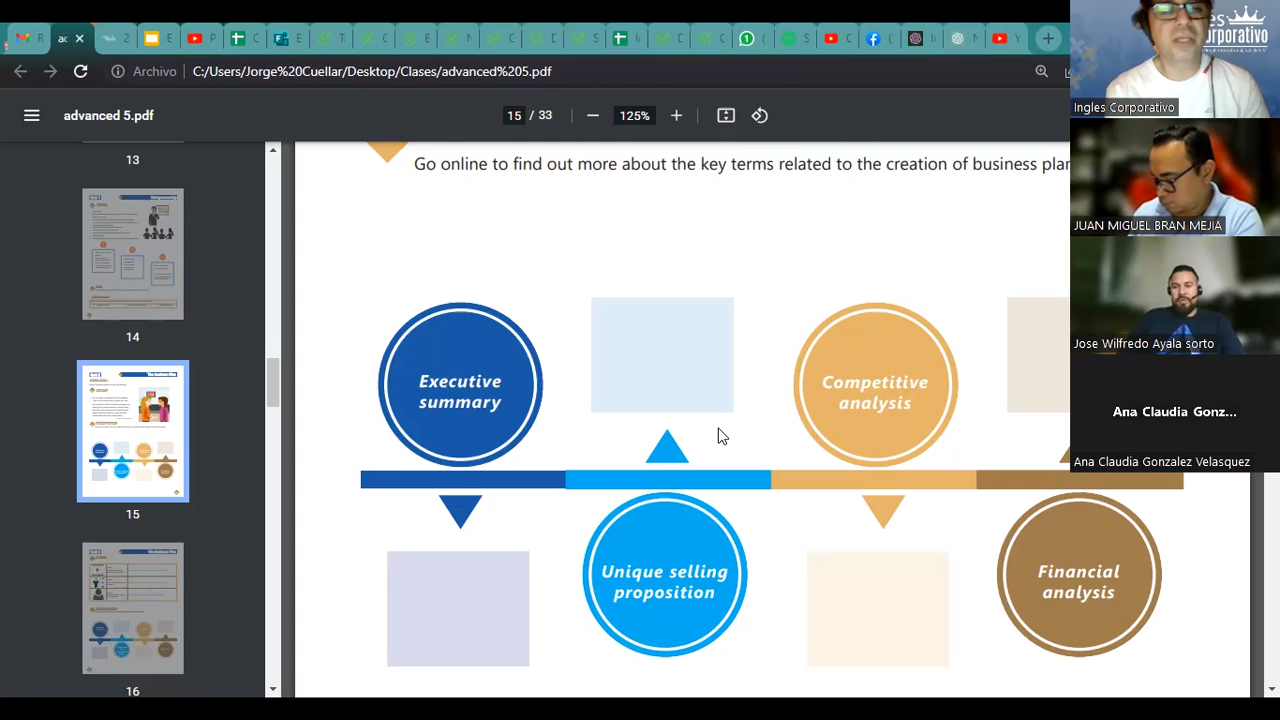 Archivo
C:/Users/Jorge%20Cuellar/Desktop/Clases/advanced%205.pdf
advanced 5.pdf
15 / 33
125%
13
14
15
16
Go online to find out more about the key terms related to the creation of business plan
Executive
summary
Competitive
analysis
Unique selling
proposition
Financial
analysis
Corporativo
Ingles Corporativo
JUAN MIGUEL BRAN MEJIA
Jose Wilfredo Ayala sorto
Ana Claudia Gonz...
Ana Claudia Gonzalez Velasquez